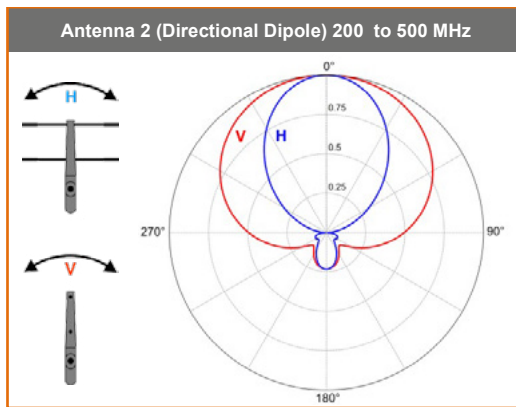 Antenna 2 (Directional Dipole) 200 to 500 MHz
H
V
0°
0.75
0.5
0.25
V
H
270°
90°
180°